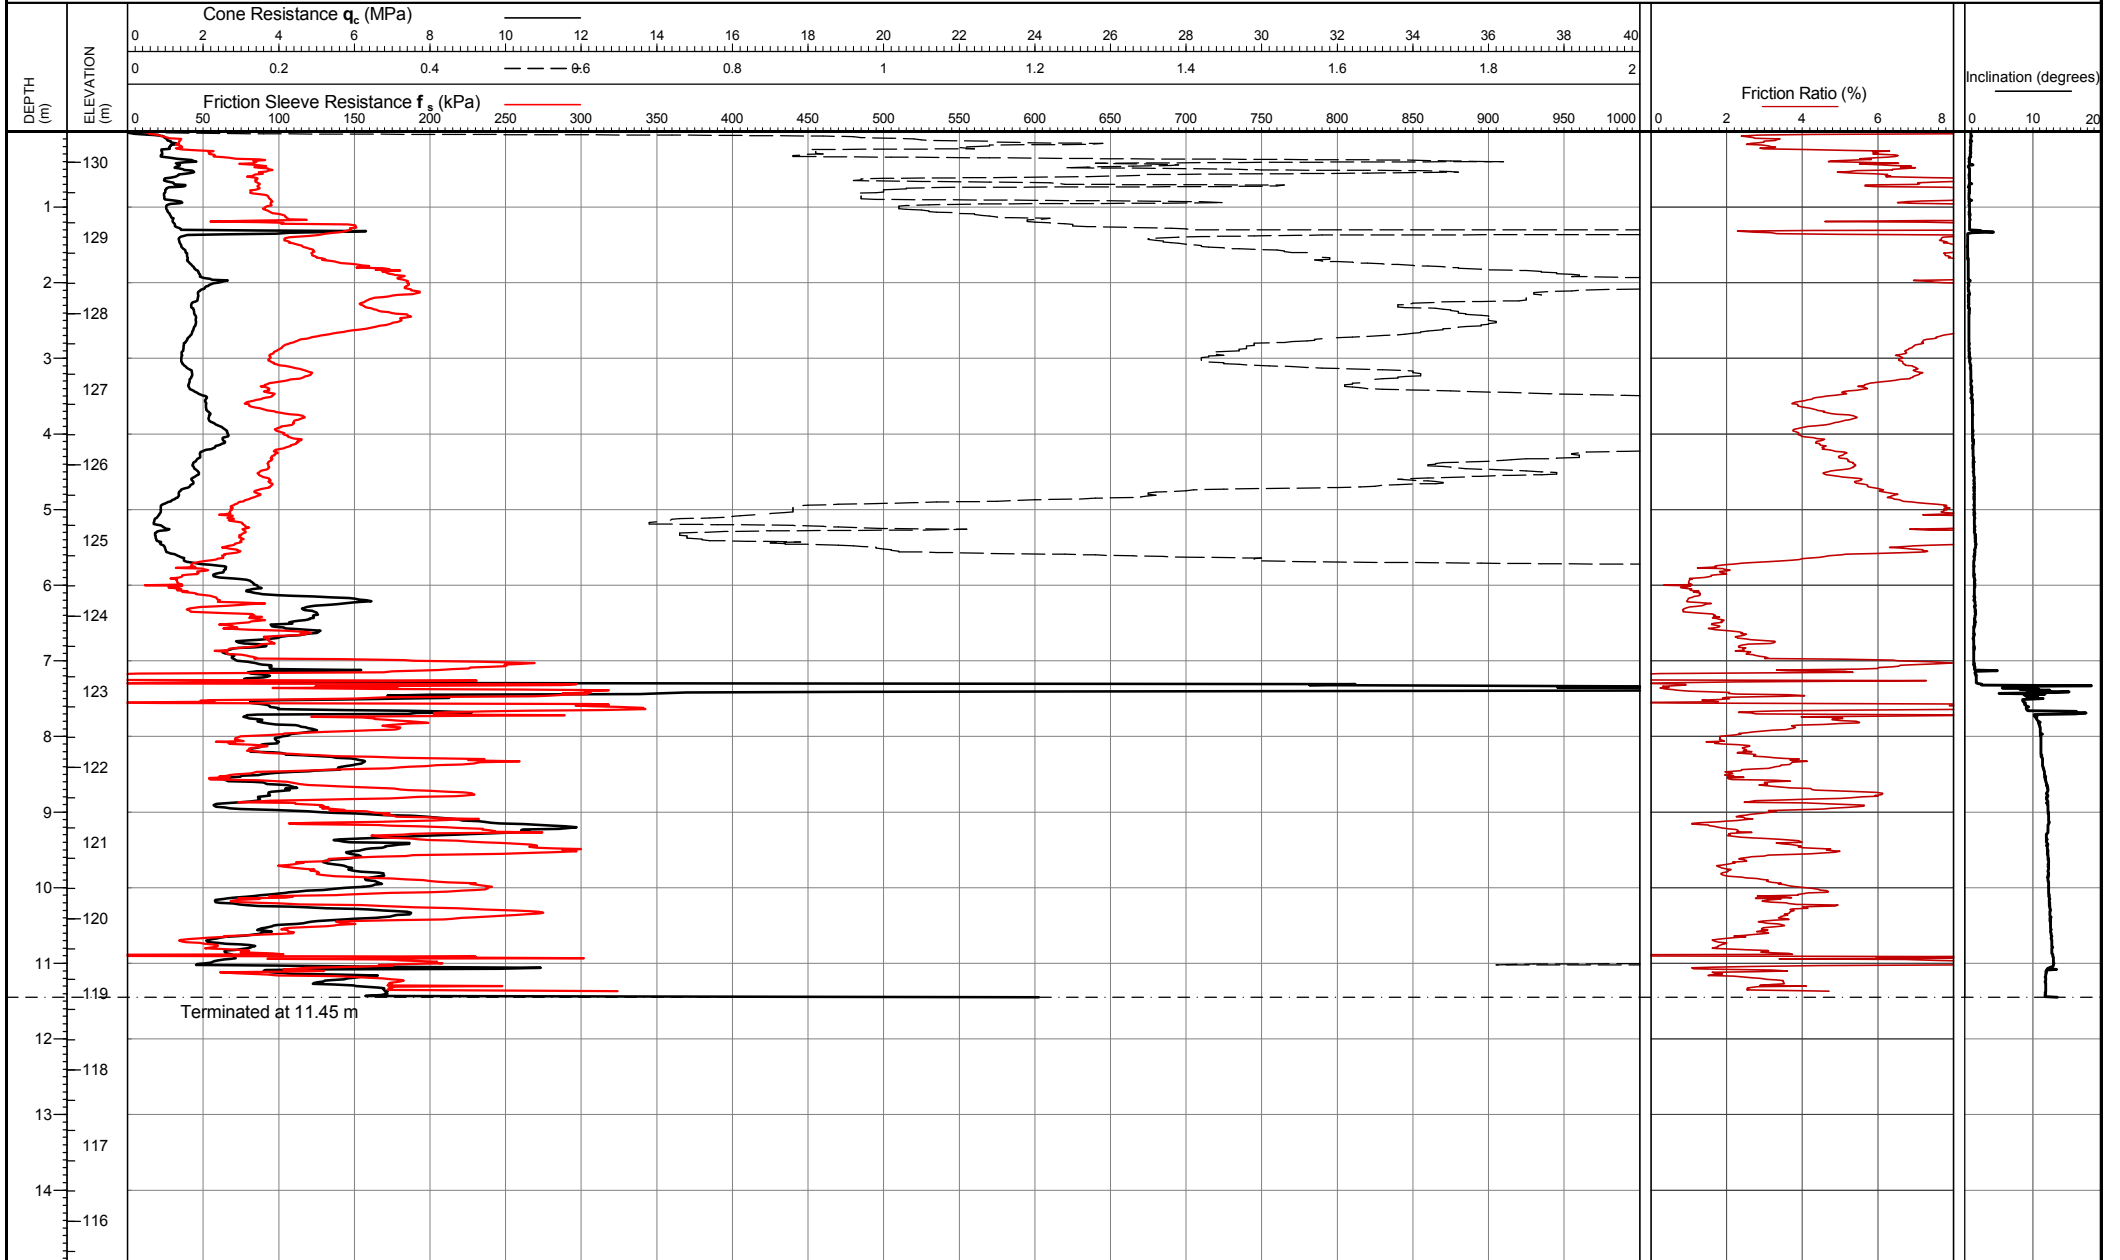 Cone Resistance qc (MPa)
0 2 4 6 8 10 12 14 16 18 20 22 24 26 28 30 32 34 36 38 40
0 0.2 0.4 0.6 0.8 1 1.2 1.4 1.6 1.8 2
DEPTH (m)
ELEVATION (m)
Friction Sleeve Resistance fs (kPa)
50 100 150 200 250 300 350 400 450 500 550 600 650 700 750 800 850 900 950 1000
Friction Ratio (%)
0 2 4 6 8
Inclination (degrees)
0 10 20
130
1
129
2
128
3
127
4
126
5
125
6
124
7
123
8
122
9
121
10
120
11
119
Terminated at 11.45 m
12
118
13
117
14
116